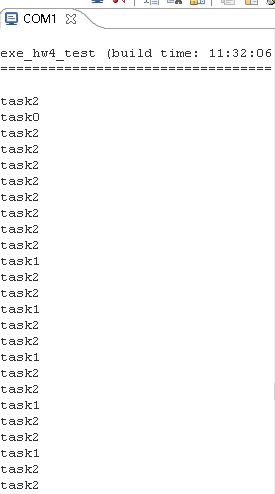 COM1
exe_hw4_test (build time: 11:32:06
==================================
task2
task0
task2
task2
task2
task2
task2
task2
task2
task2
task1
task2
task2
task1
task2
task2
task1
task2
task2
task1
task2
task2
task1
task2
task2